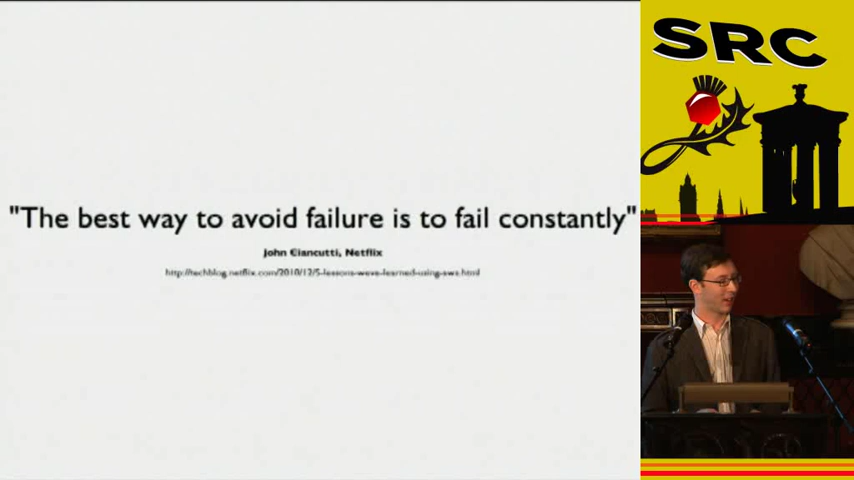 "The best way to avoid failure is to fail constantly"
John Ciancutti, Netflix
http://techblog.netflix.com/2010/12/5-lessons-weve-learned-using-aws.html
SRC